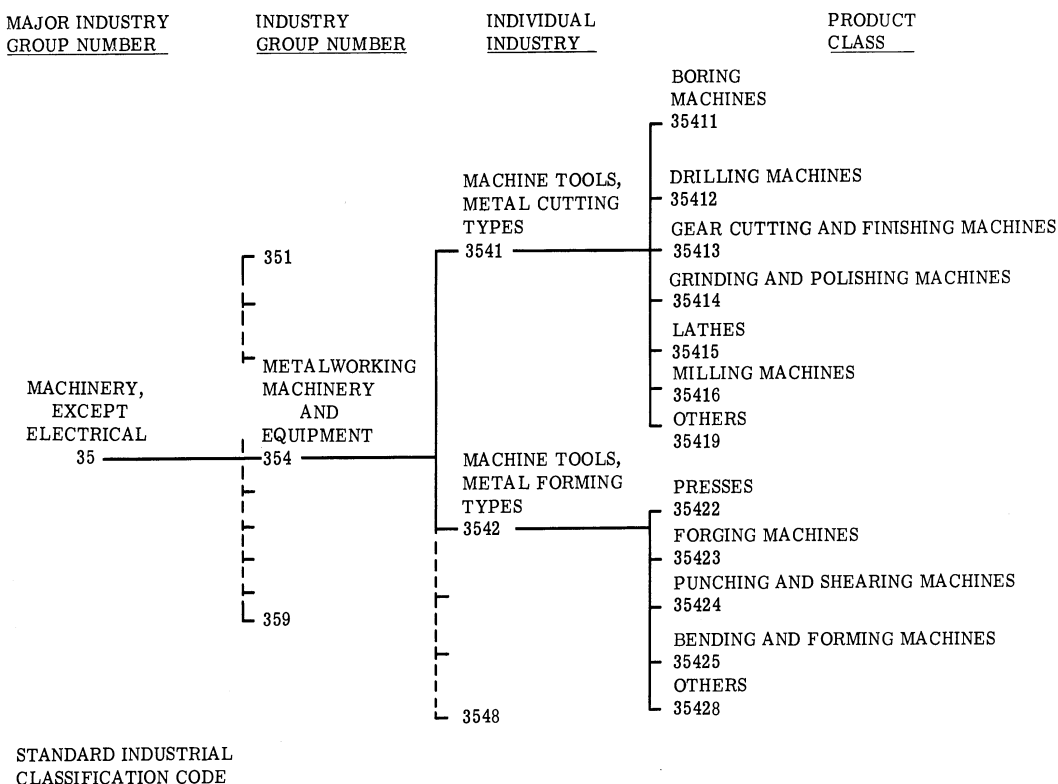 MAJOR INDUSTRY
GROUP NUMBER
INDUSTRY
GROUP NUMBER
INDIVIDUAL
INDUSTRY
PRODUCT
CLASS
MACHINERY,
EXCEPT
ELECTRICAL
35
351
METALWORKING
MACHINERY
AND
EQUIPMENT
354
359
MACHINE TOOLS,
METAL CUTTING
TYPES
3541
MACHINE TOOLS,
METAL FORMING
TYPES
3542
3548
BORING
MACHINES
35411
DRILLING MACHINES
35412
GEAR CUTTING AND FINISHING MACHINES
35413
GRINDING AND POLISHING MACHINES
35414
LATHES
35415
MILLING MACHINES
35416
OTHERS
35419
PRESSES
35422
FORGING MACHINES
35423
PUNCHING AND SHEARING MACHINES
35424
BENDING AND FORMING MACHINES
35425
OTHERS
35428
STANDARD INDUSTRIAL
CLASSIFICATION CODE